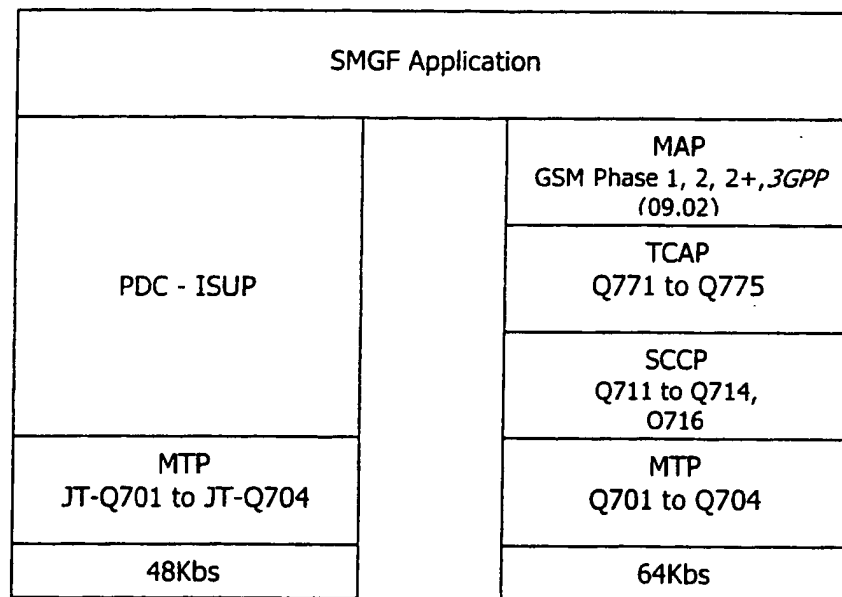 SMGF Application
PDC - ISUP
MTP
JT-Q701 to JT-Q704
48Kbs
MAP
GSM Phase 1, 2, 2+,3GPP
(09.02)
TCAP
Q771 to Q775
SCCP
Q711 to Q714,
O716
MTP
Q701 to Q704
64Kbs